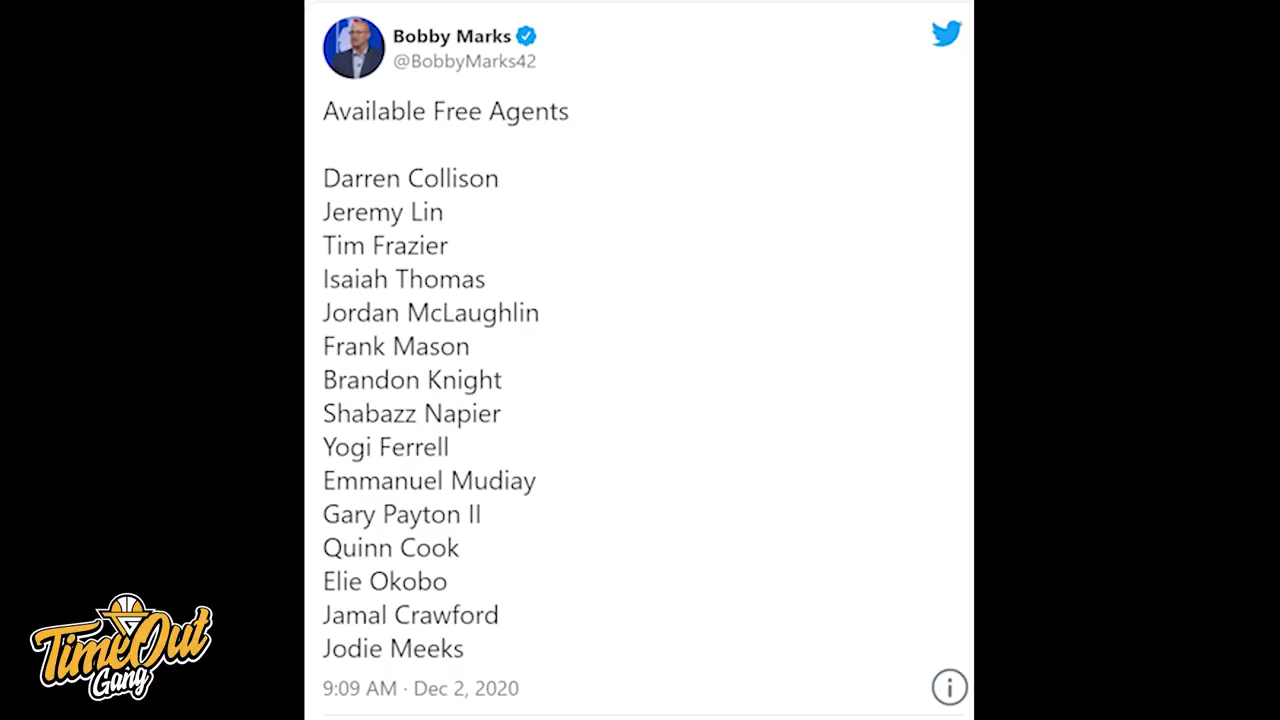 Bobby Marks
@BobbyMarks42
Available Free Agents
Darren Collison
Jeremy Lin
Tim Frazier
Isaiah Thomas
Jordan McLaughlin
Frank Mason
Brandon Knight
Shabazz Napier
Yogi Ferrell
Emmanuel Mudiay
Gary Payton II
Quinn Cook
Elie Okobo
Jamal Crawford
Jodie Meeks
9:09 AM · Dec 2, 2020
TimeOut
Gang